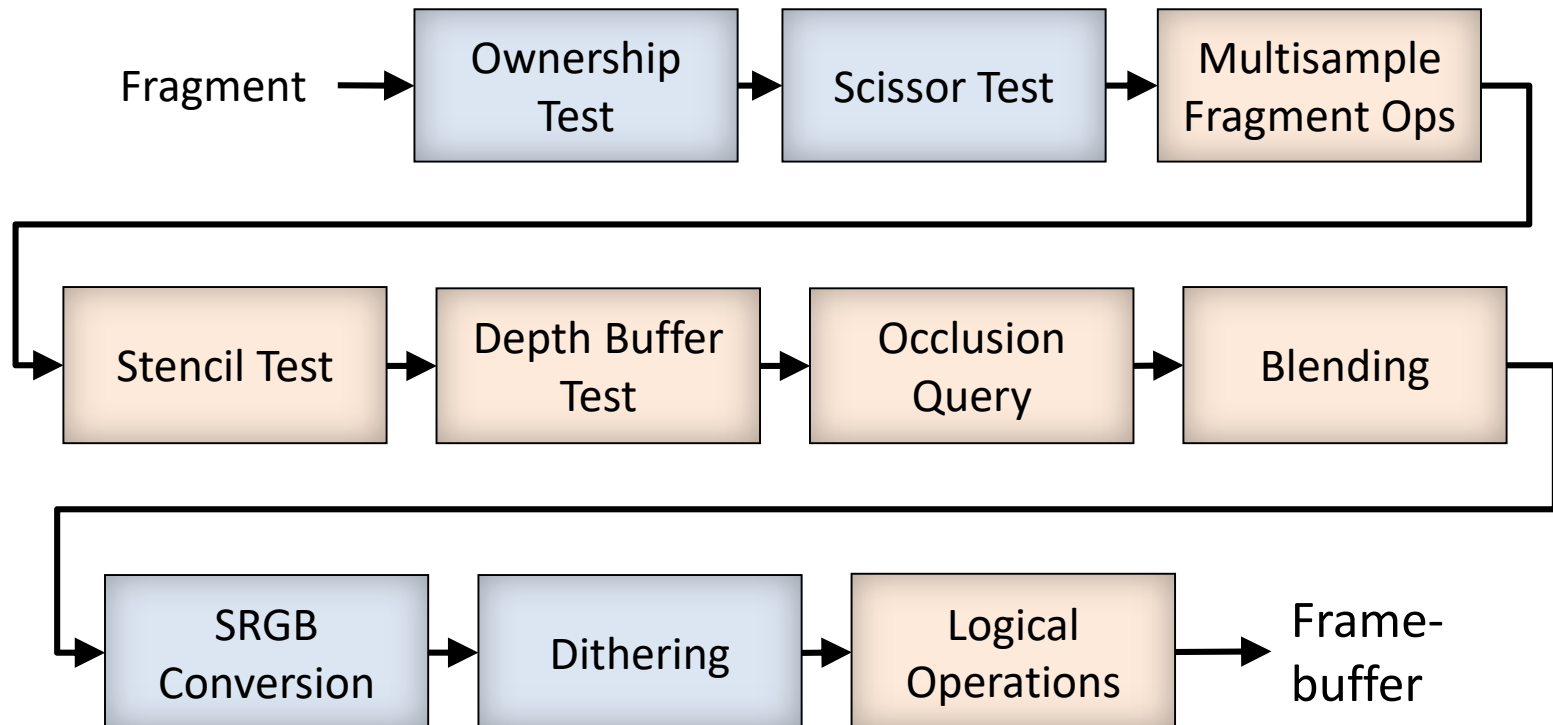 Fragment
Ownership
Test
Scissor Test
Multisample
Fragment Ops
Stencil Test
Depth Buffer
Test
Occlusion
Query
Blending
SRGB
Conversion
Dithering
Logical
Operations
Frame-
buffer